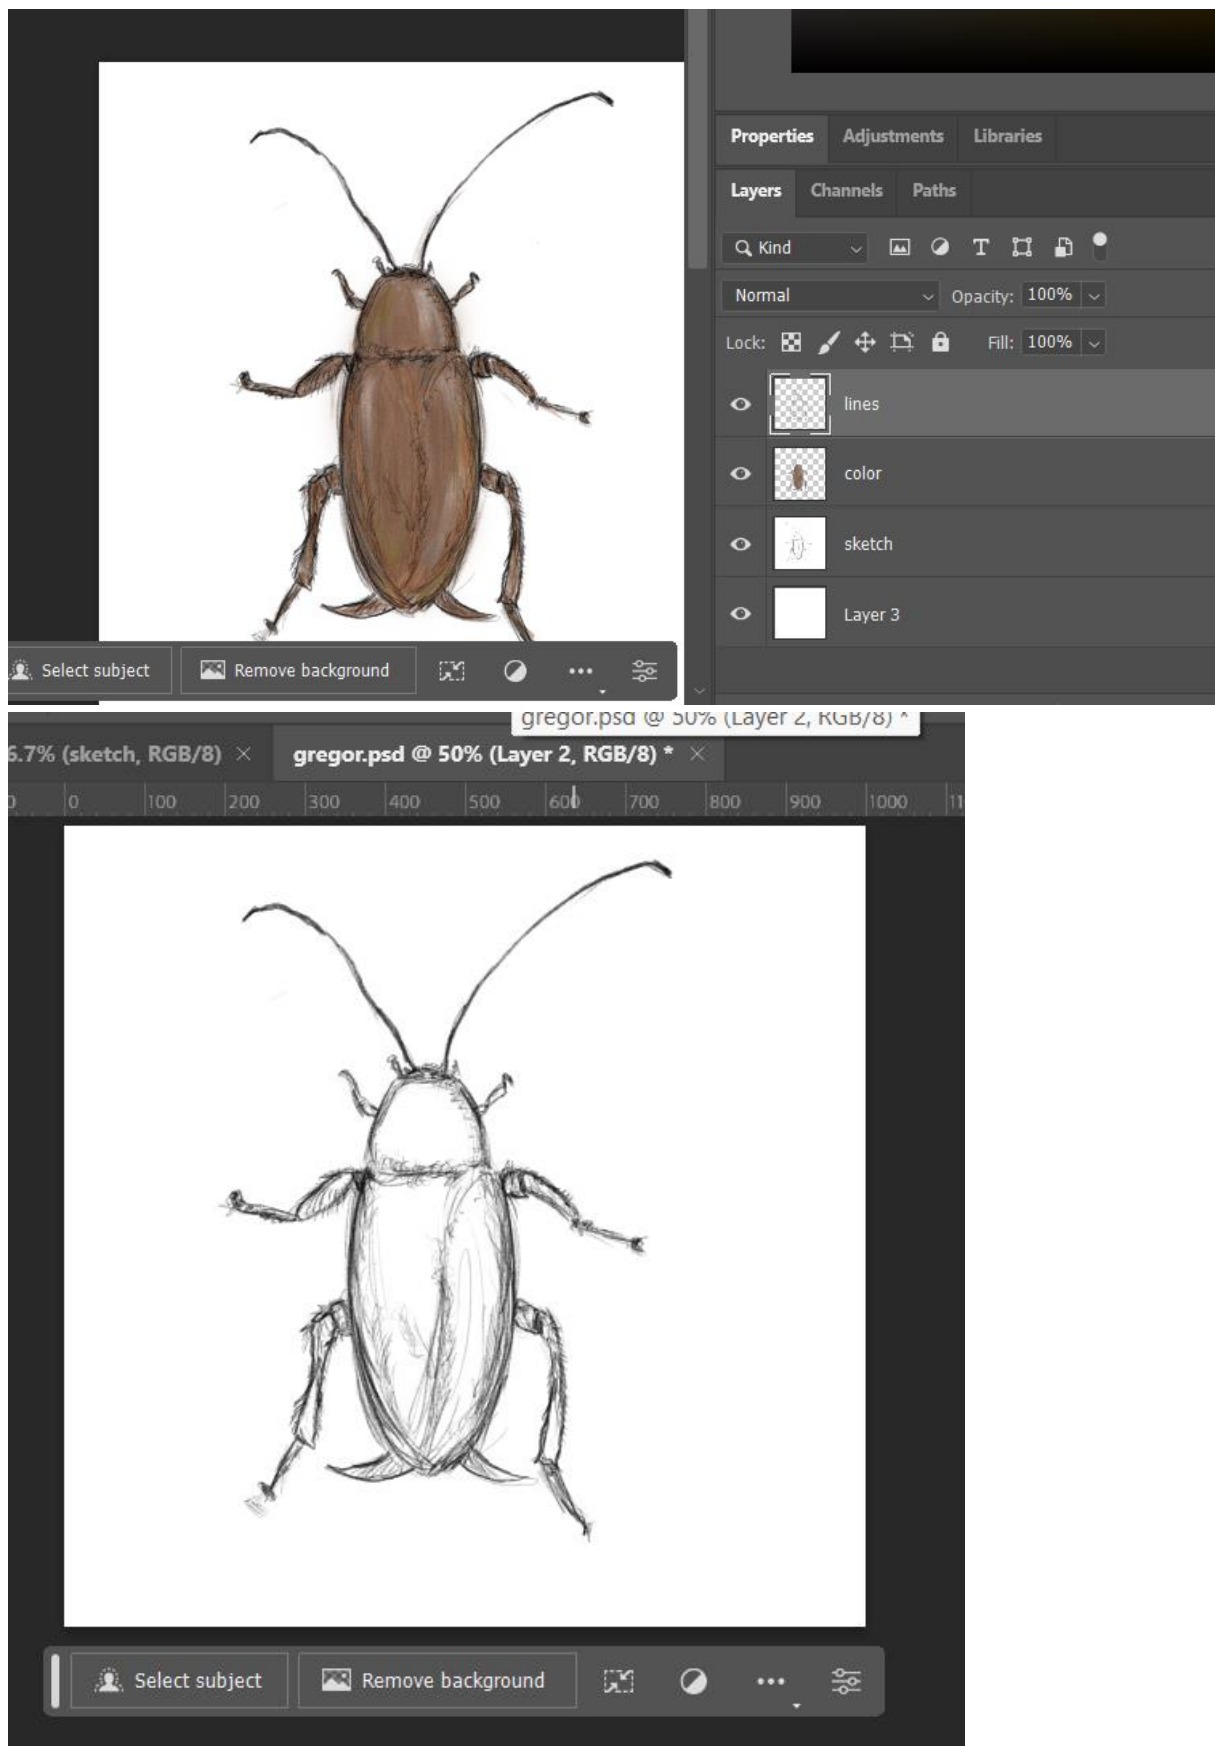 Properties Adjustments Libraries
Layers Channels Paths
Kind
Normal Opacity: 100%
Lock: Fill: 100%
lines
color
sketch
Layer 3
Select subject Remove background
gregor.psd @ 50% (Layer 2, RGB/8) *
6.7% (sketch, RGB/8) × gregor.psd @ 50% (Layer 2, RGB/8) * ×
0 100 200 300 400 500 600 700 800 900 1000
Select subject Remove background